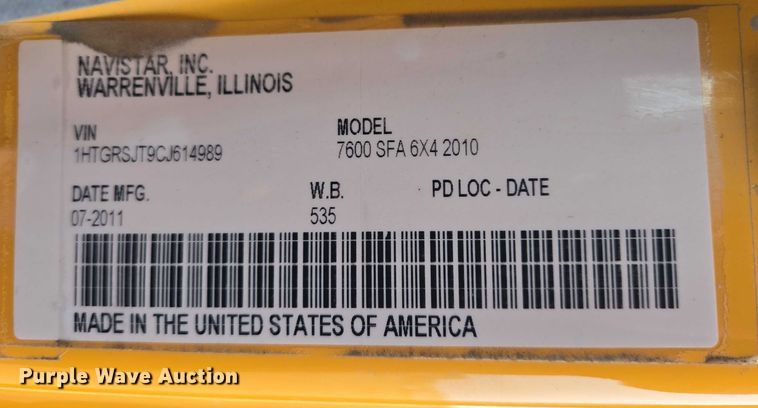 NAVISTAR, INC.
WARRENVILLE, ILLINOIS
VIN
1HTGRSJT9CJ614989
MODEL
7600 SFA 6X4 2010
DATE MFG.
07-2011
W.B.
535
PD LOC - DATE
MADE IN THE UNITED STATES OF AMERICA
Purple Wave Auction